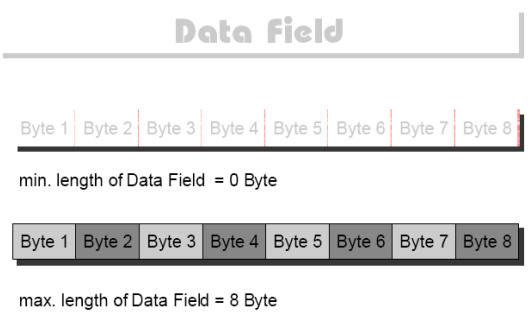 Data Field
Byte 1 Byte 2 Byte 3 Byte 4 Byte 5 Byte 6 Byte 7 Byte 8
min. length of Data Field = 0 Byte
Byte 1 Byte 2 Byte 3 Byte 4 Byte 5 Byte 6 Byte 7 Byte 8
max. length of Data Field = 8 Byte